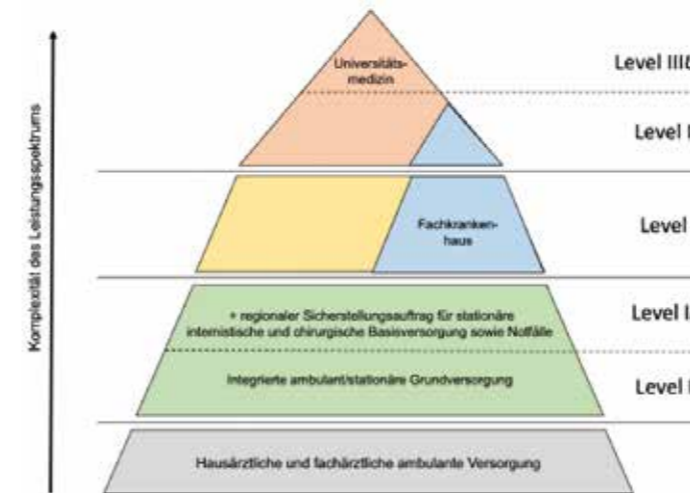 Komplexität des Leistungsspektrums
Universitäts-
medizin
Level III
Level
Fachkranken-
haus
Level
+ regionaler Sicherstellungsauftrag für stationäre
internistische und chirurgische Basisversorgung sowie Notfälle
Level
Integrierte ambulant/stationäre Grundversorgung
Level
Hausärztliche und fachärztliche ambulante Versorgung